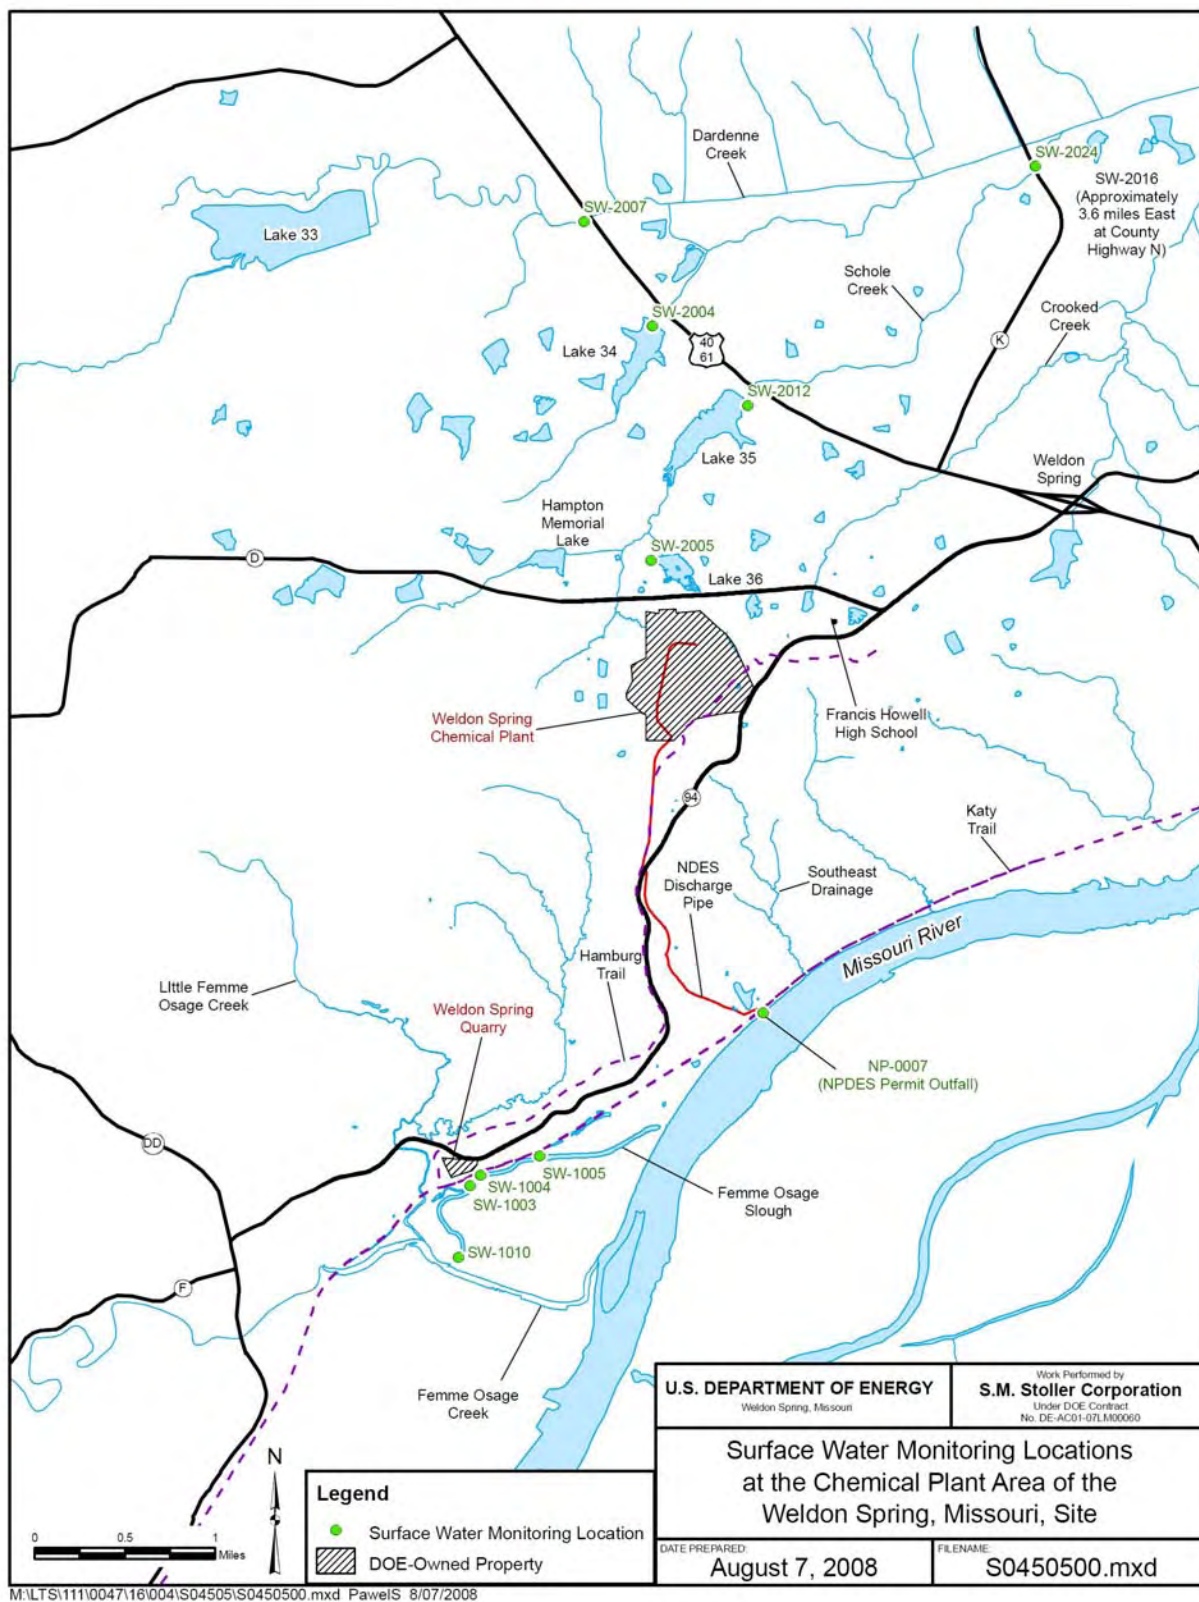 Dardenne
Creek
SW-2024
SW-2016
(Approximately
3.6 miles East
at County
Highway N)
SW-2007
Lake 33
Schole
Creek
Crooked
Creek
SW-2004
Lake 34
40
61
K
SW-2012
Lake 35
Weldon
Spring
Hampton
Memorial
Lake
D
SW-2005
Lake 36
Weldon Spring
Chemical Plant
Francis Howell
High School
94
Katy
Trail
NDES
Discharge
Pipe
Southeast
Drainage
Missouri River
Hamburg
Trail
LIttle Femme
Osage Creek
Weldon Spring
Quarry
NP-0007
(NPDES Permit Outfall)
DD
SW-1005
SW-1004
SW-1003
Femme Osage
Slough
SW-1010
F
Femme Osage
Creek
N
0 0.5 1
Miles
Legend
Surface Water Monitoring Location
DOE-Owned Property
U.S. DEPARTMENT OF ENERGY
Weldon Spring, Missouri
Work Performed by
S.M. Stoller Corporation
Under DOE Contract
No. DE-AC01-07LM00060
Surface Water Monitoring Locations
at the Chemical Plant Area of the
Weldon Spring, Missouri, Site
DATE PREPARED:
August 7, 2008
FILENAME:
S0450500.mxd
M:\LTS\111\0047\16\004\S04505\S0450500.mxd PawelS 8/07/2008